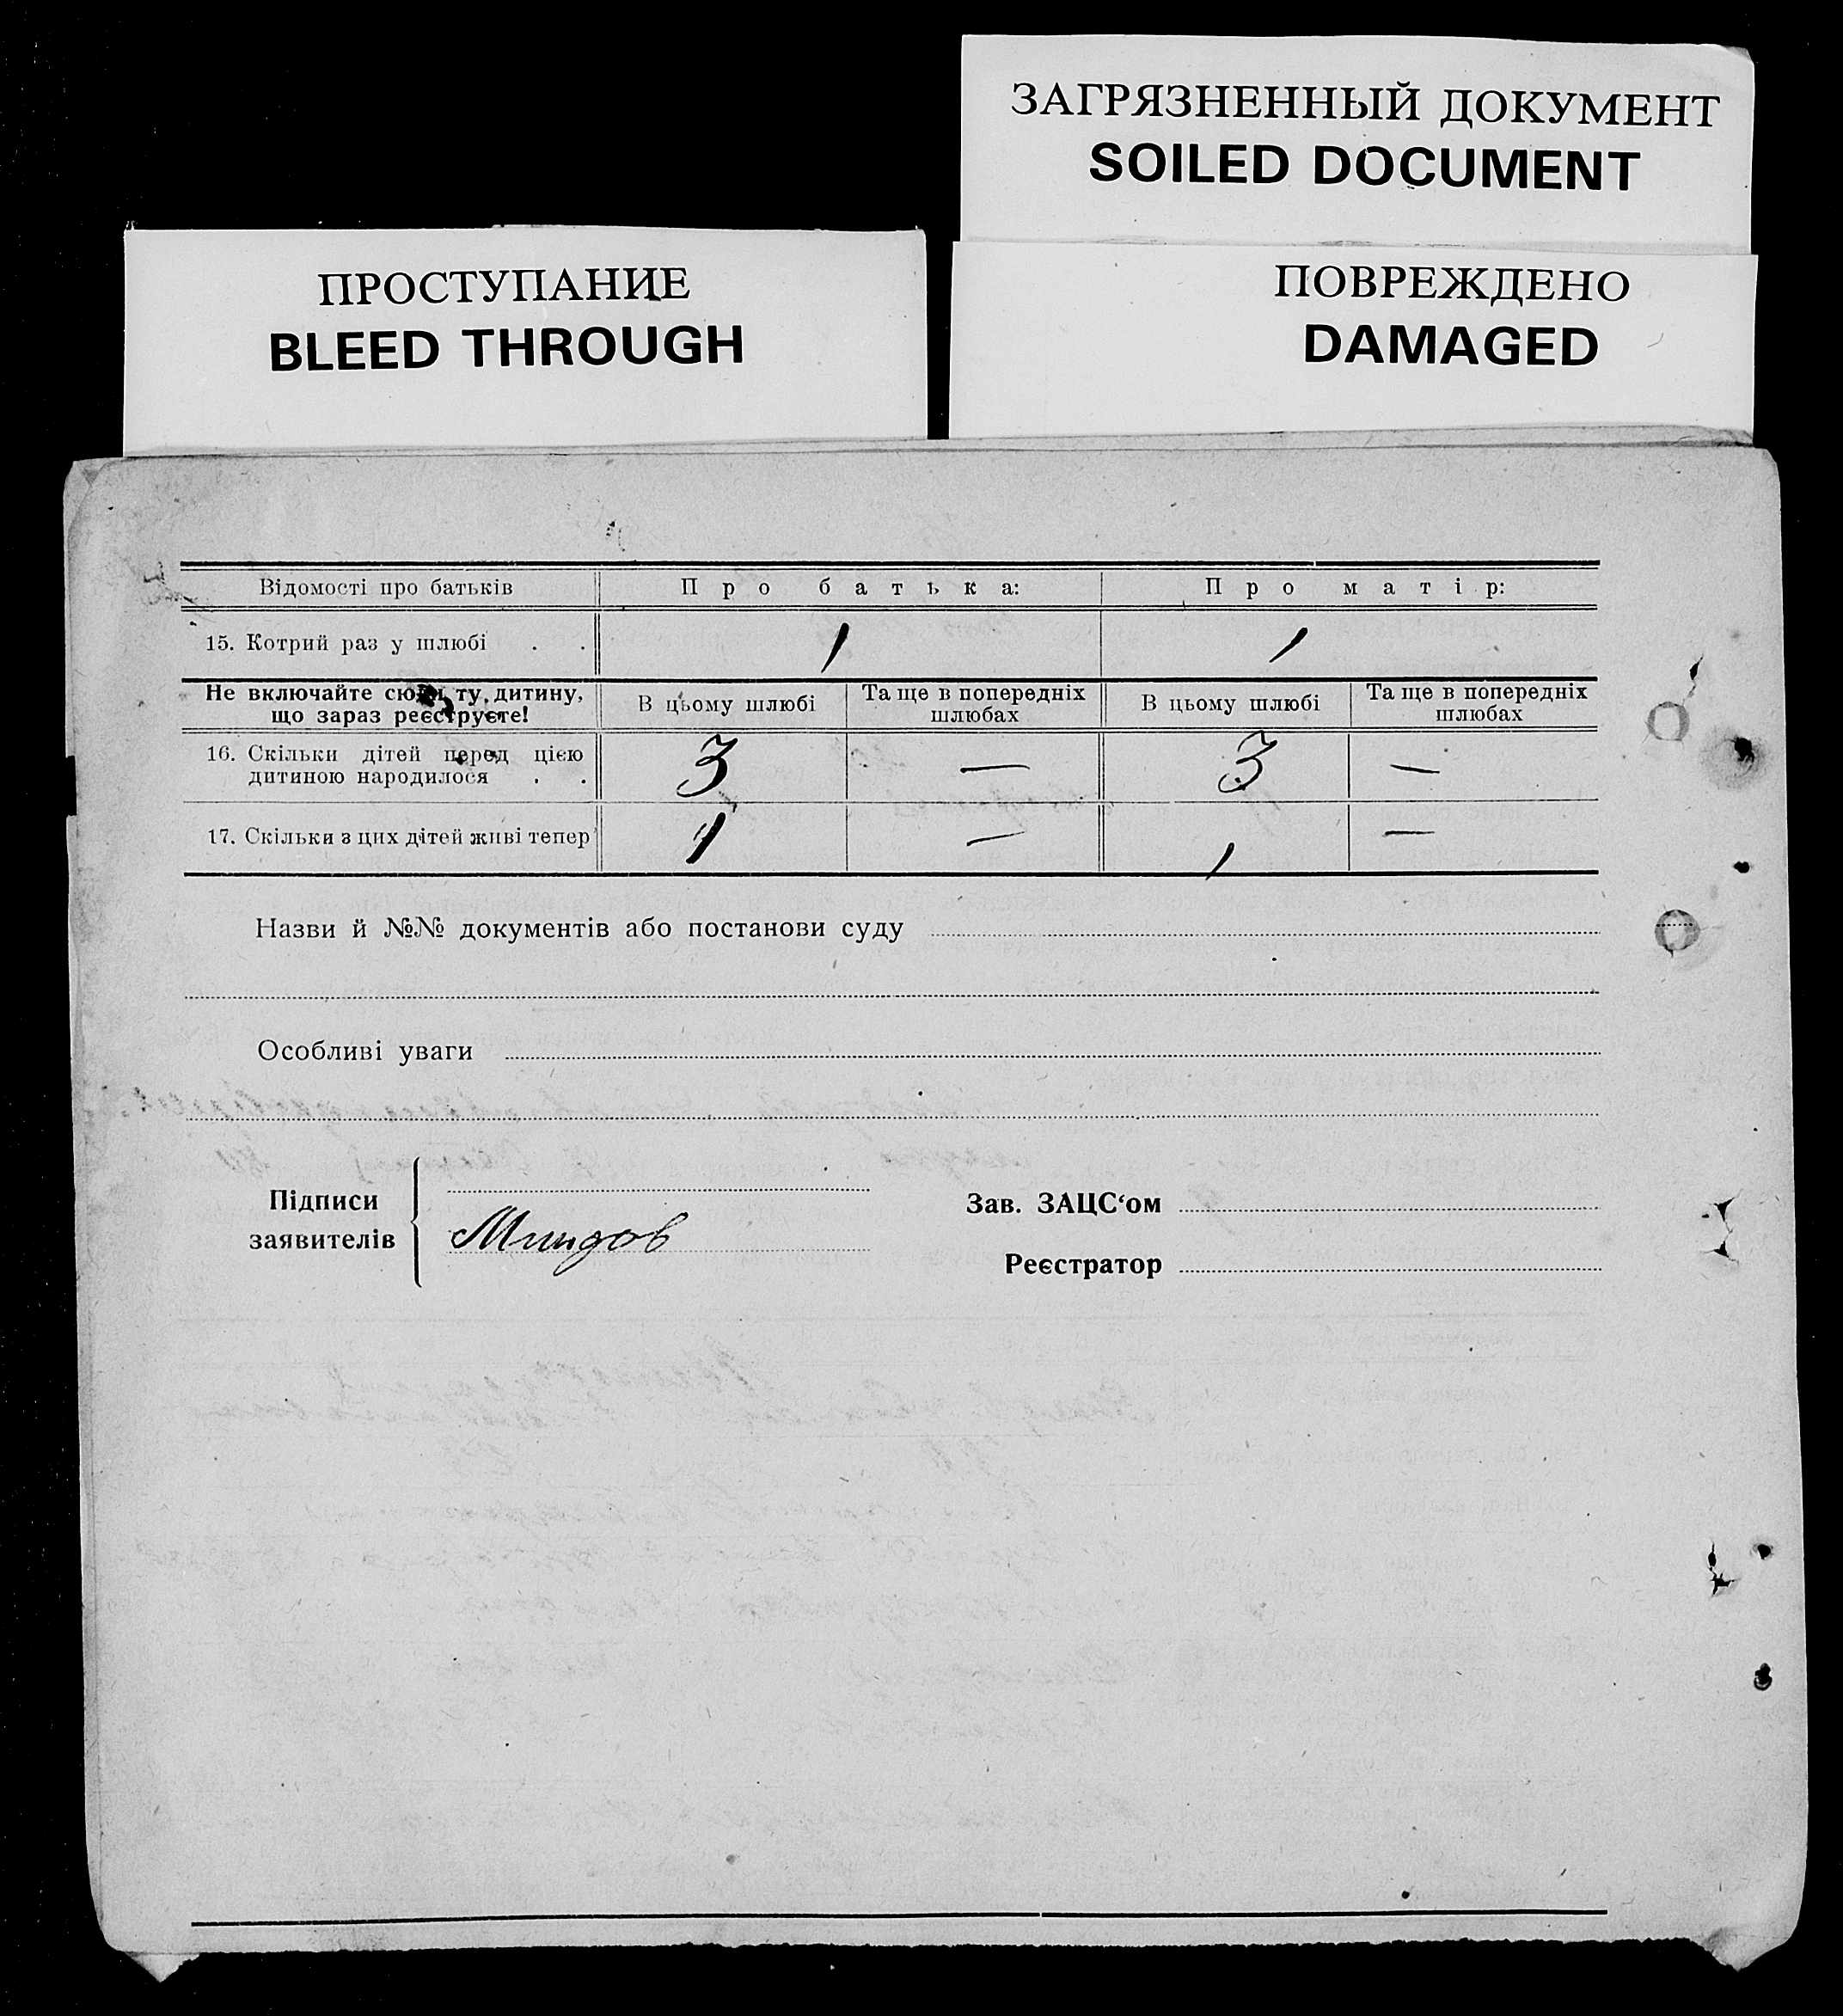 ЗАГРЯЗНЕННЫЙ ДОКУМЕНТ
SOILED DOCUMENT
ПРОСТУПАНИЕ
BLEED THROUGH
ПОВРЕЖДЕНО
DAMAGED
Відомості про батьків Про батька: Про матір:
15. Котрий раз у шлюбі . . 1 1
Не включайте сюди ту дитину,
що зараз реєструєте!
В цьому шлюбі
Та ще в попередніх
шлюбах
В цьому шлюбі
Та ще в попередніх
шлюбах
16. Скільки дітей перед цією
дитиною народилося . . 3 — 3 —
17. Скільки з цих дітей живі тепер 1 — 1 —
Назви й №№ документів або постанови суду
Особливі уваги
Підписи
заявителів
Зав. ЗАЦС‘ом
Реєстратор